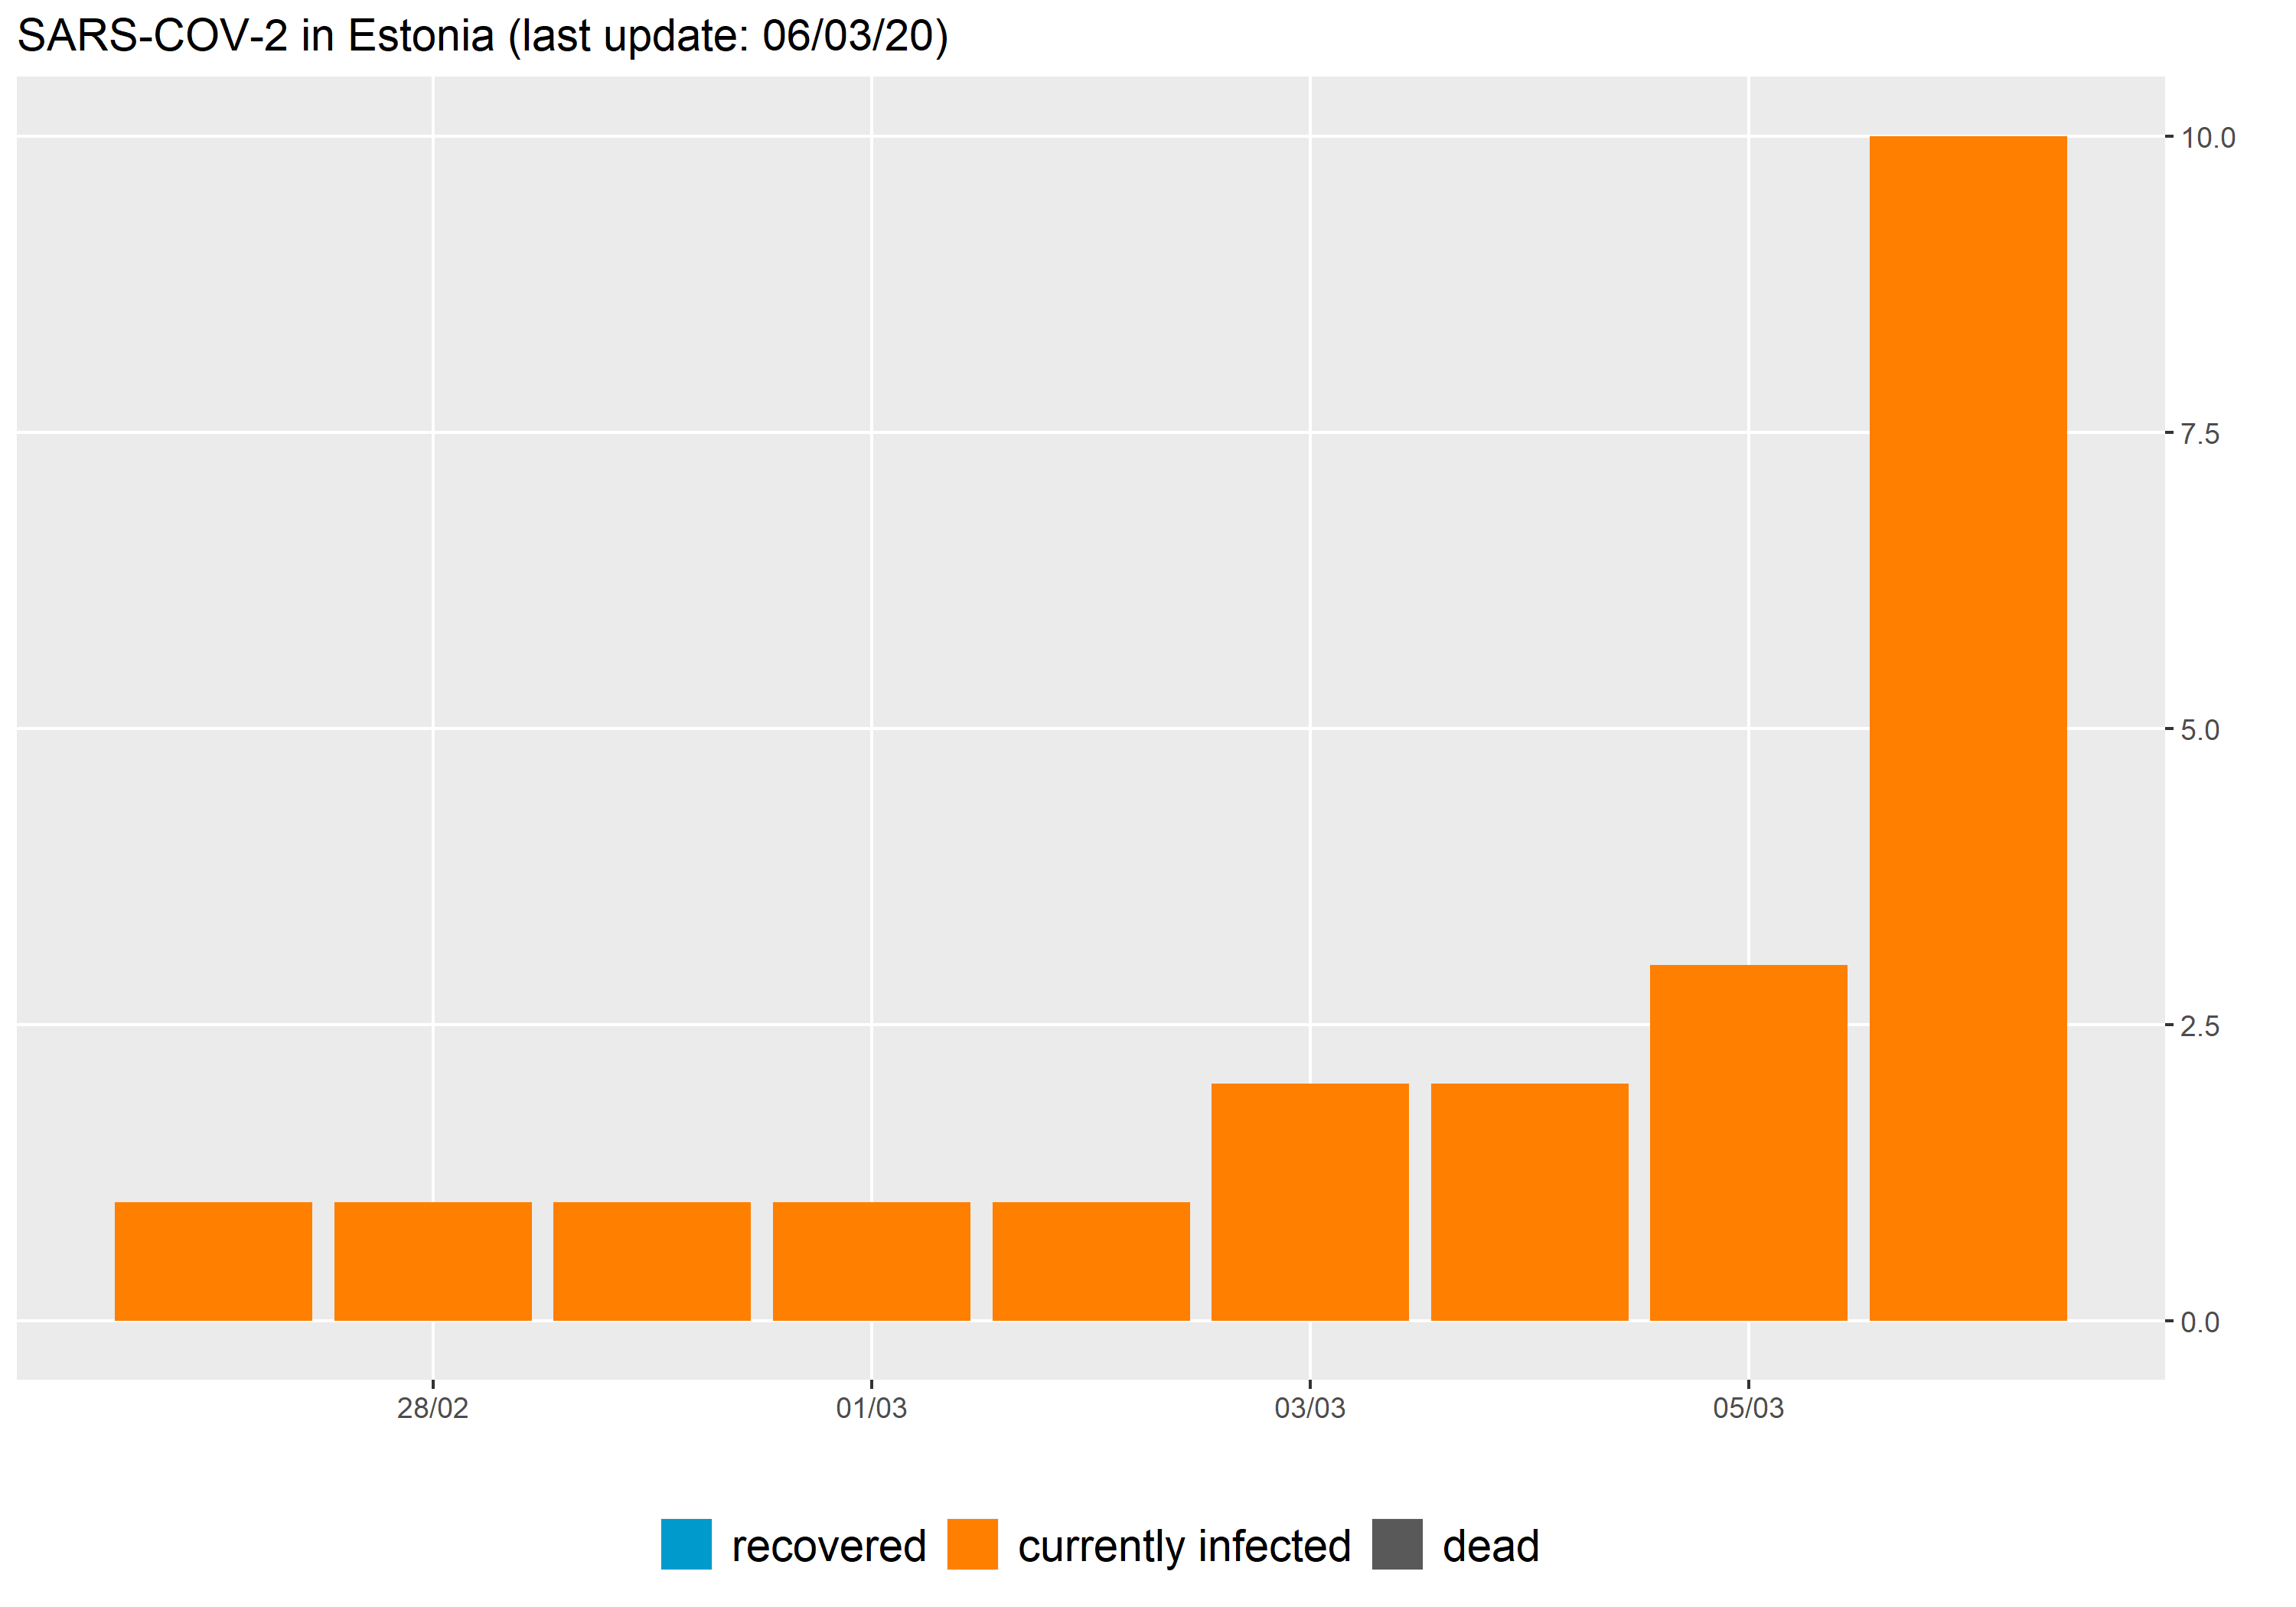 SARS-COV-2 in Estonia (last update: 06/03/20)
10.0
7.5
5.0
2.5
0.0
28/02 01/03 03/03 05/03
recovered currently infected dead